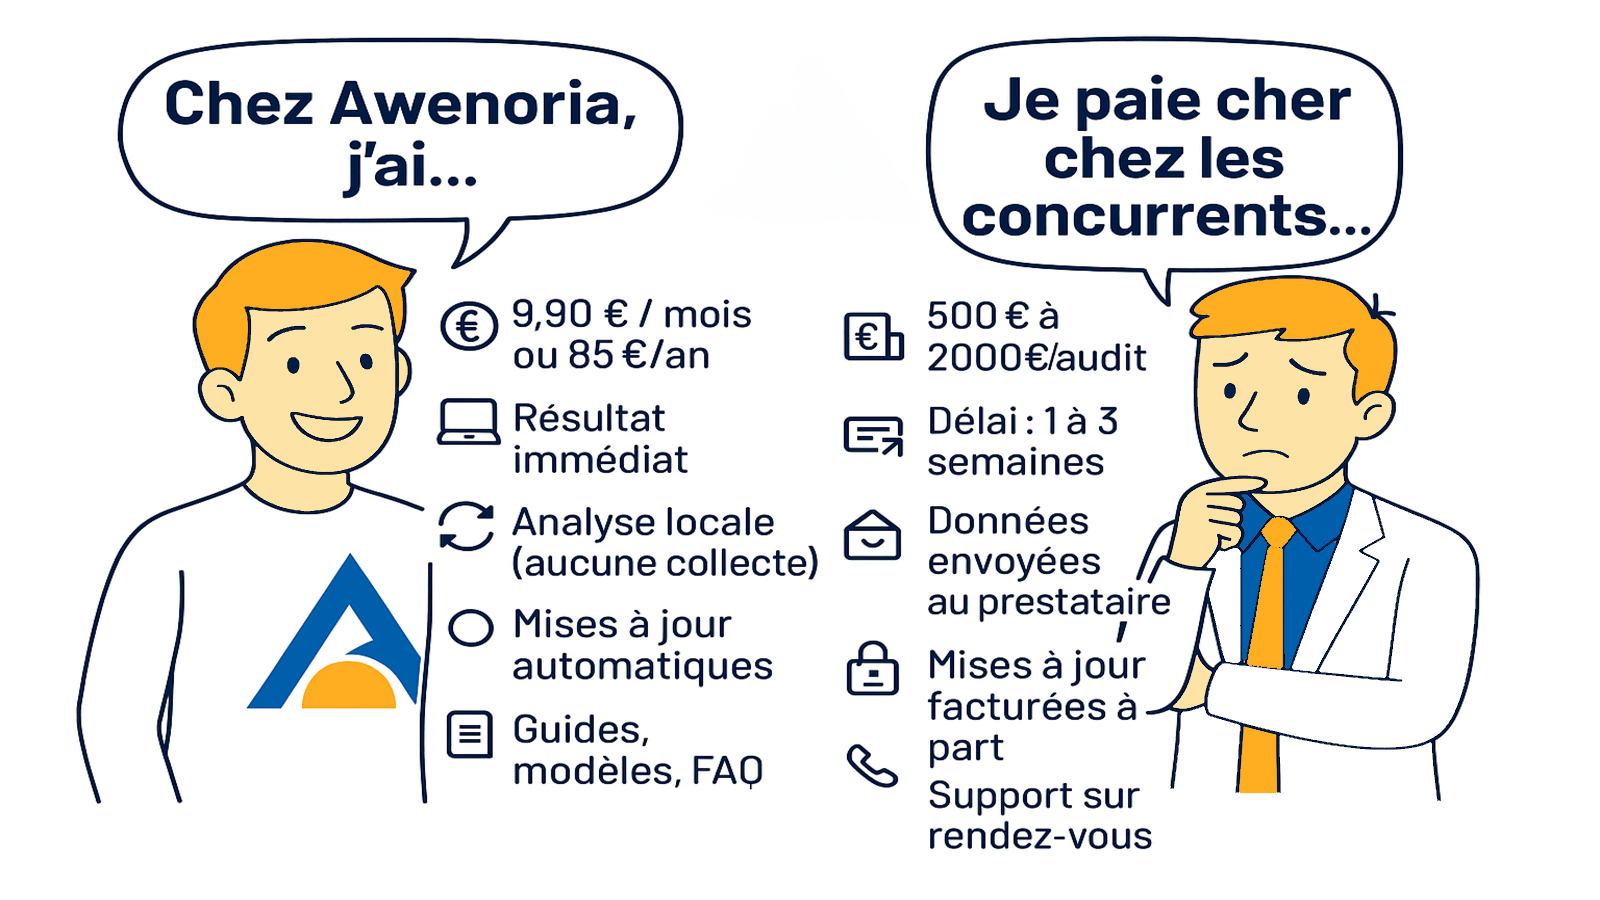 Chez Awenoria,
j'ai...
9,90 € / mois
ou 85 €/an
Résultat
immédiat
Analyse locale
(aucune collecte)
Mises à jour
automatiques
Guides,
modèles, FAQ
Je paie cher
chez les
concurrents...
500 € à
2000€/audit
Délai : 1 à 3
semaines
Données
envoyées
au prestataire
Mises à jour
facturées à
part
Support sur
rendez-vous